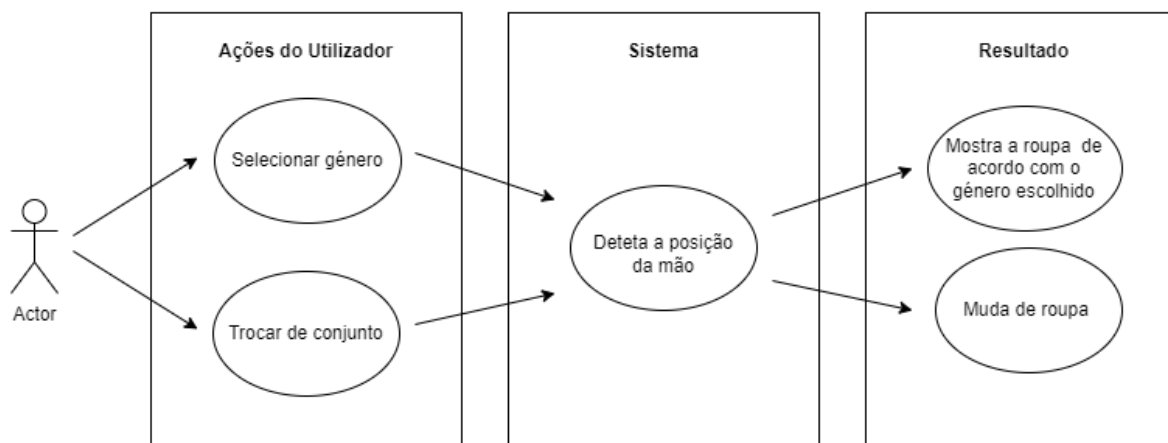 Ações do Utilizador
Sistema
Resultado
Selecionar género
Mostra a roupa de
acordo com o
género escolhido
Deteta a posição
da mão
Actor
Trocar de conjunto
Muda de roupa